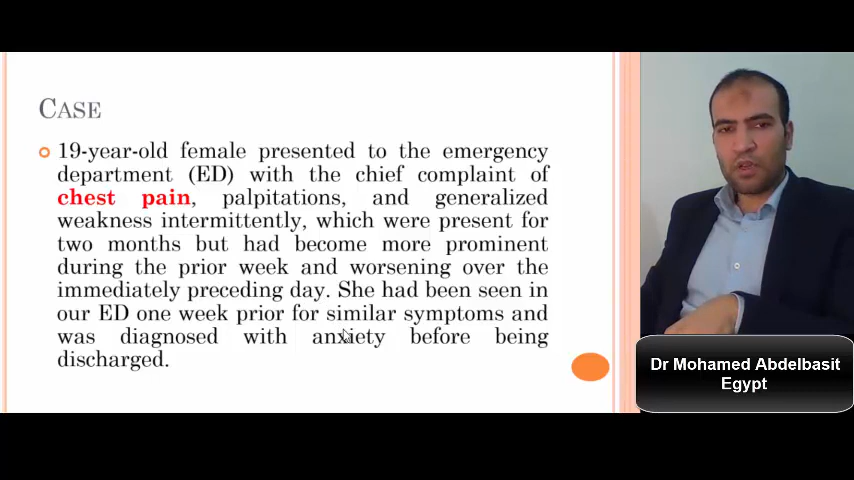 CASE
19-year-old female presented to the emergency
department (ED) with the chief complaint of
chest pain, palpitations, and generalized
weakness intermittently, which were present for
two months but had become more prominent
during the prior week and worsening over the
immediately preceding day. She had been seen in
our ED one week prior for similar symptoms and
was diagnosed with anxiety before being
discharged.
Dr Mohamed Abdelbasit
Egypt